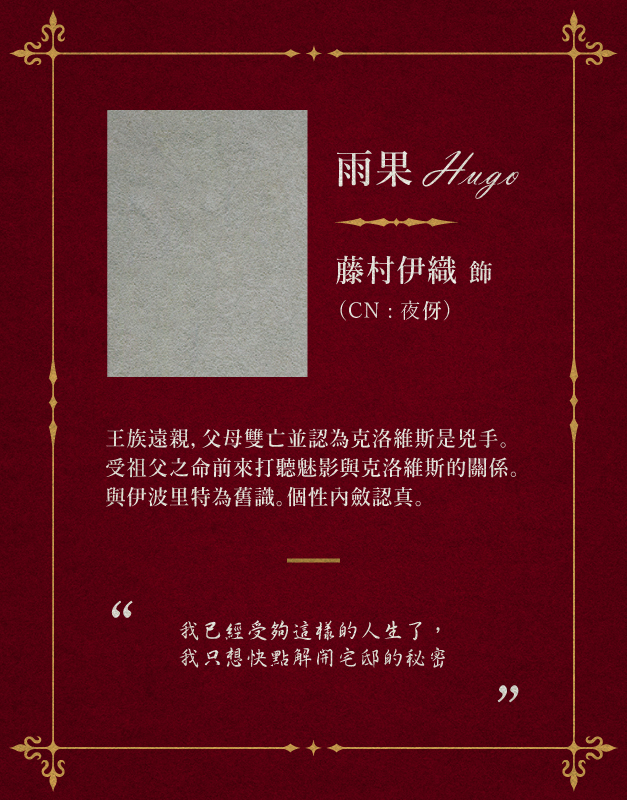 雨果 Hugo
藤村伊織 飾
（CN：夜伢）
王族遠親，父母雙亡並認為克洛維斯是兇手。
受祖父之命前來打聽魅影與克洛維斯的關係。
與伊波里特為舊識。個性內斂認真。
“
我已經受夠這樣的人生了，
我只想快點解開宅邸的秘密
”